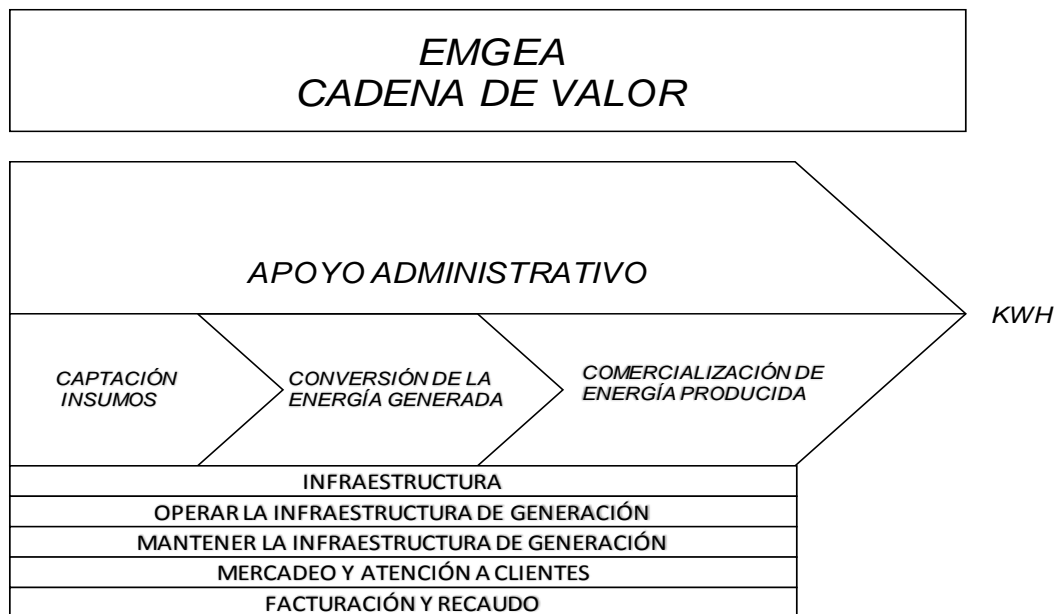 EMGEA
CADENA DE VALOR
APOYO ADMINISTRATIVO
KWH
CAPTACIÓN
INSUMOS
CONVERSIÓN DE LA
ENERGÍA GENERADA
COMERCIALIZACIÓN DE
ENERGÍA PRODUCIDA
INFRAESTRUCTURA
OPERAR LA INFRAESTRUCTURA DE GENERACIÓN
MANTENER LA INFRAESTRUCTURA DE GENERACIÓN
MERCADEO Y ATENCIÓN A CLIENTES
FACTURACIÓN Y RECAUDO